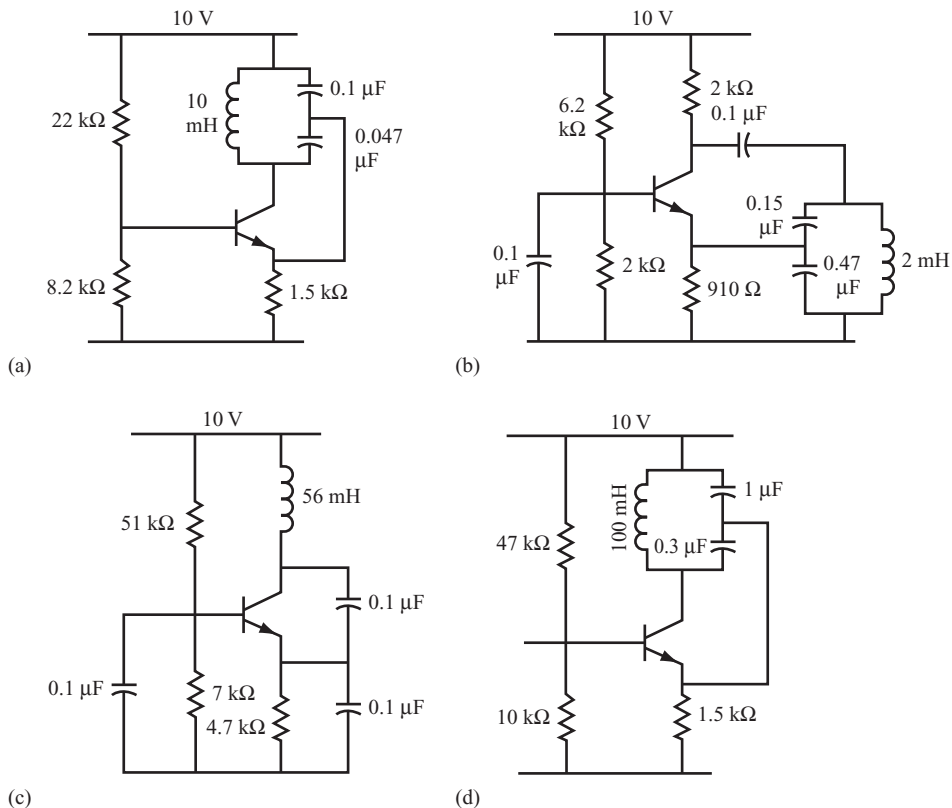 10 V
22 kΩ
10
mH
0.1 µF
0.047
µF
8.2 kΩ
1.5 kΩ
(a)
10 V
6.2
kΩ
2 kΩ
0.1 µF
0.1
µF
2 kΩ
910 Ω
0.15
µF
0.47
µF
2 mH
(b)
10 V
51 kΩ
56 mH
0.1 µF
0.1 µF
7 kΩ
4.7 kΩ
0.1 µF
(c)
10 V
47 kΩ
100 mH
1 µF
0.3 µF
10 kΩ
1.5 kΩ
(d)